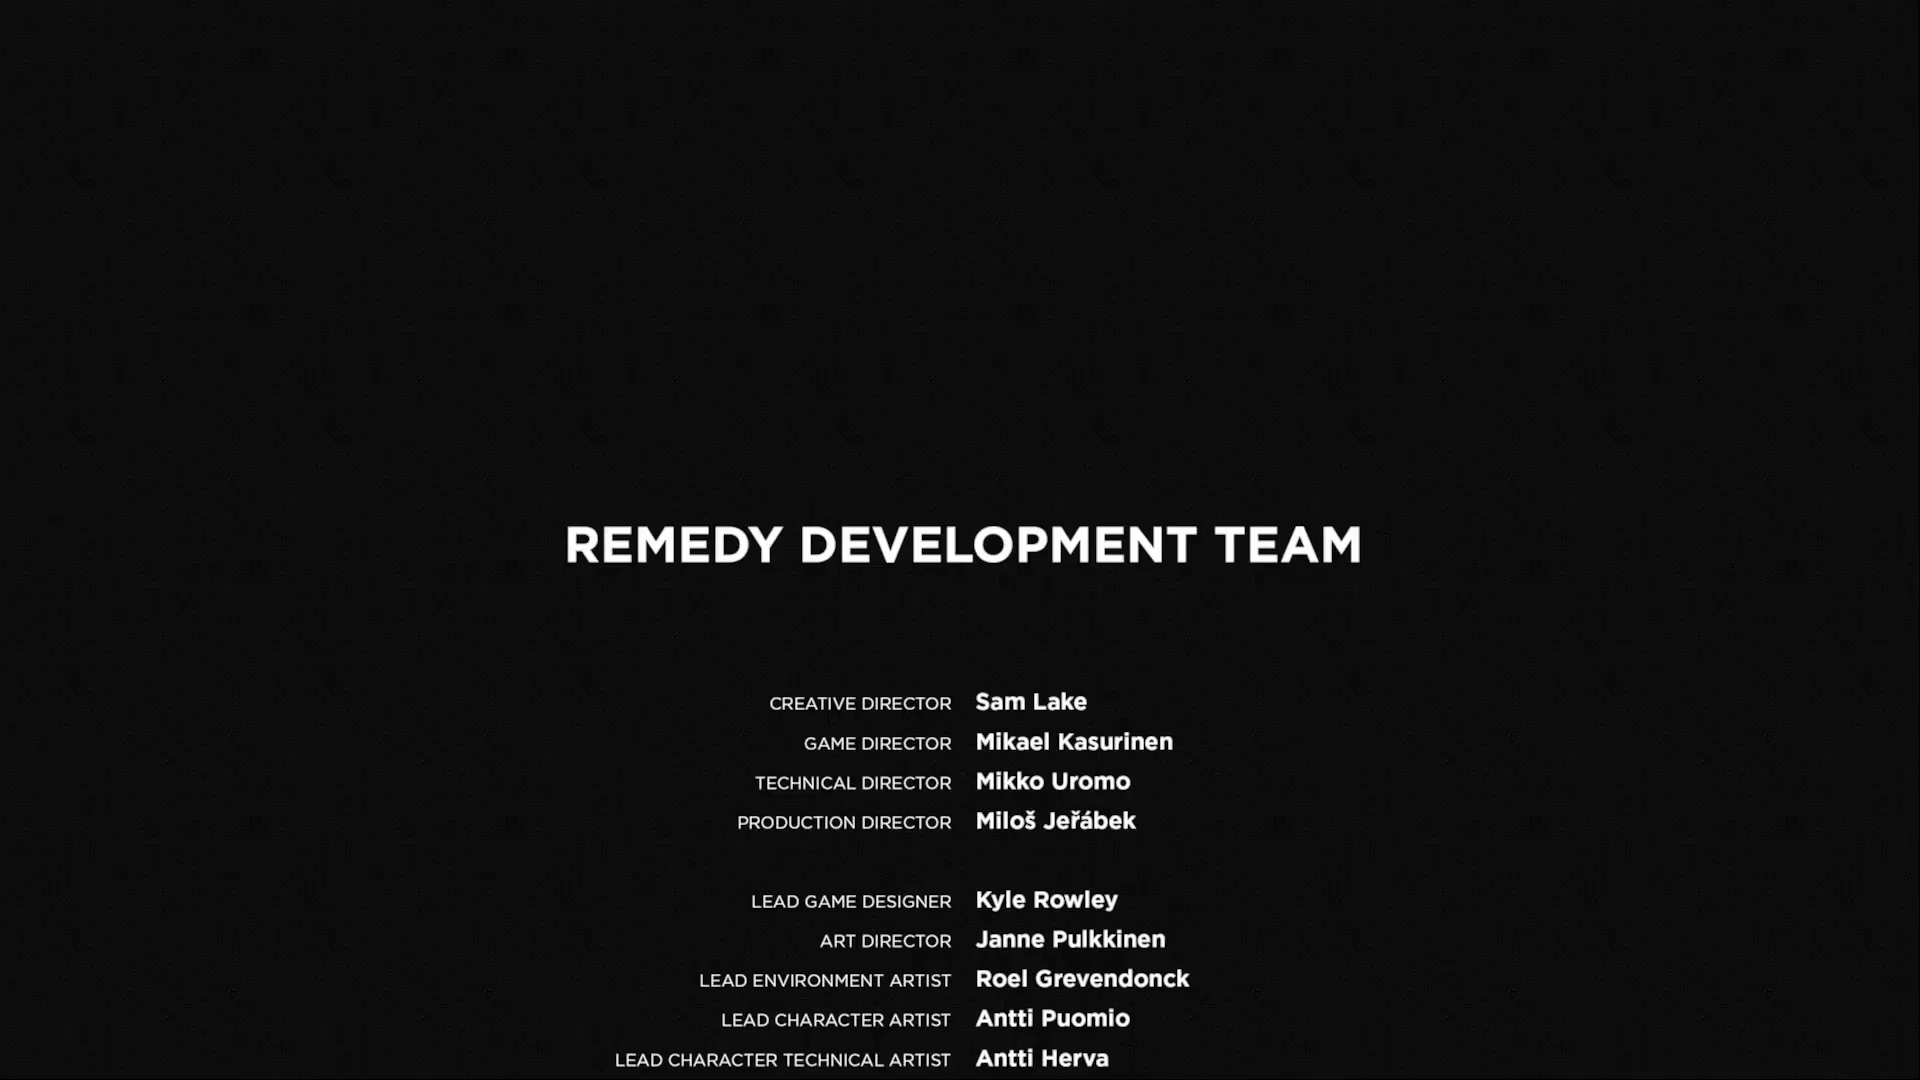 REMEDY DEVELOPMENT TEAM
CREATIVE DIRECTOR Sam Lake
GAME DIRECTOR Mikael Kasurinen
TECHNICAL DIRECTOR Mikko Uromo
PRODUCTION DIRECTOR Miloš Jeřábek
LEAD GAME DESIGNER Kyle Rowley
ART DIRECTOR Janne Pulkkinen
LEAD ENVIRONMENT ARTIST Roel Grevendonck
LEAD CHARACTER ARTIST Antti Puomio
LEAD CHARACTER TECHNICAL ARTIST Antti Herva